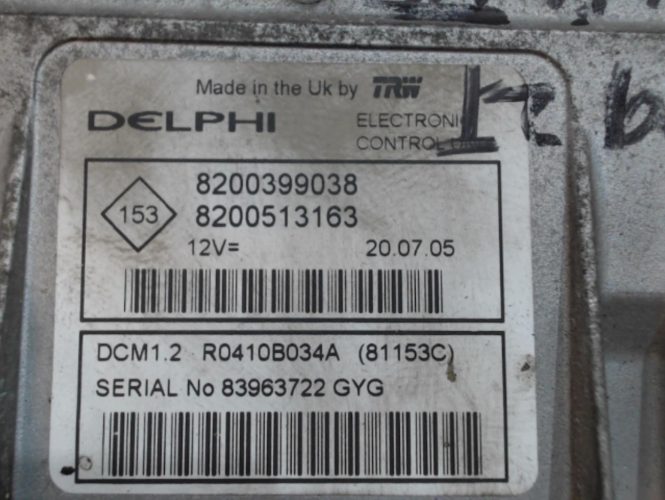 Made in the Uk by TRW
DELPHI
ELECTRONIC
CONTROL
8200399038
153
8200513163
12V= 20.07.05
DCM1.2 R0410B034A (81153C)
SERIAL No 83963722 GYG